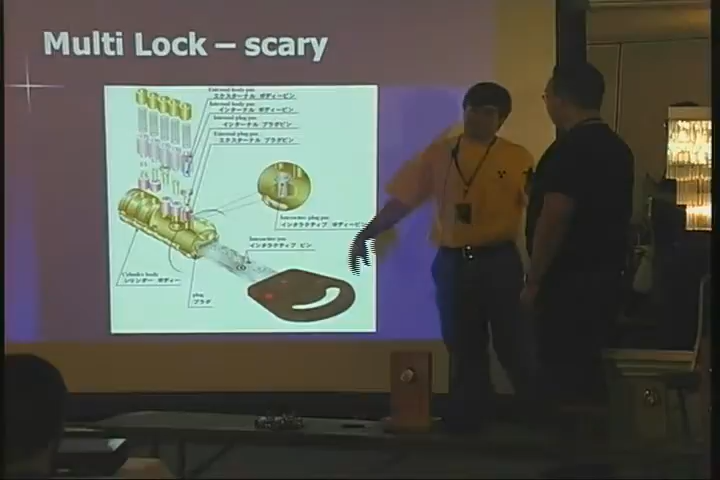 Multi Lock – scary
External body pin
エクスターナル ボディーピン
Internal body pin
インターナル ボディーピン
Internal plug pin
インターナル プラグピン
External plug pin
エクスターナル プラグピン
Interactive plug pin
インタラクティブ ボディーピン
Interactive pin
インタラクティブ ピン
Cylinder body
シリンダー ボディー
plug
プラグ